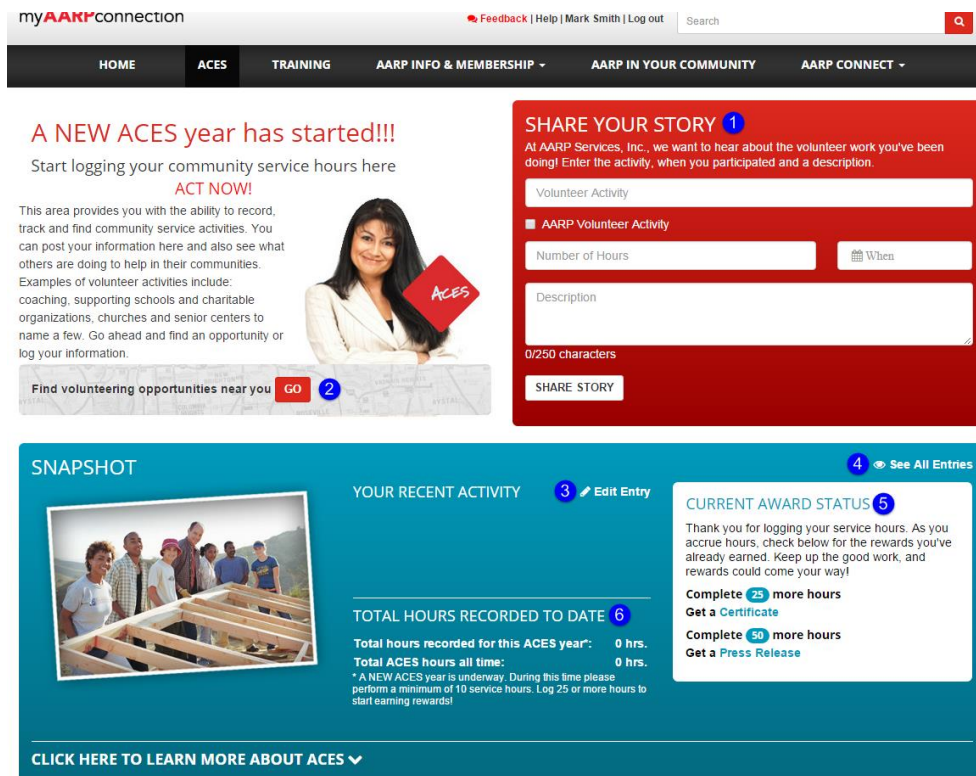 myAARPconnection
Feedback | Help | Mark Smith | Log out
Search
HOME ACES TRAINING AARP INFO & MEMBERSHIP AARP IN YOUR COMMUNITY AARP CONNECT
A NEW ACES year has started!!!
Start logging your community service hours here
ACT NOW!
This area provides you with the ability to record,
track and find community service activities. You
can post your information here and also see what
others are doing to help in their communities.
Examples of volunteer activities include:
coaching, supporting schools and charitable
organizations, churches and senior centers to
name a few. Go ahead and find an opportunity or
log your information.
ACES
Find volunteering opportunities near you GO 2
SHARE YOUR STORY 1
At AARP Services, Inc., we want to hear about the volunteer work you've been
doing! Enter the activity, when you participated and a description.
Volunteer Activity
AARP Volunteer Activity
Number of Hours When
Description
0/250 characters
SHARE STORY
SNAPSHOT
4 See All Entries
YOUR RECENT ACTIVITY 3 Edit Entry
TOTAL HOURS RECORDED TO DATE 6
Total hours recorded for this ACES year*: 0 hrs.
Total ACES hours all time: 0 hrs.
* A NEW ACES year is underway. During this time please
perform a minimum of 10 service hours. Log 25 or more hours to
start earning rewards!
CURRENT AWARD STATUS 5
Thank you for logging your service hours. As you
accrue hours, check below for the rewards you've
already earned. Keep up the good work, and
rewards could come your way!
Complete 25 more hours
Get a Certificate
Complete 50 more hours
Get a Press Release
CLICK HERE TO LEARN MORE ABOUT ACES